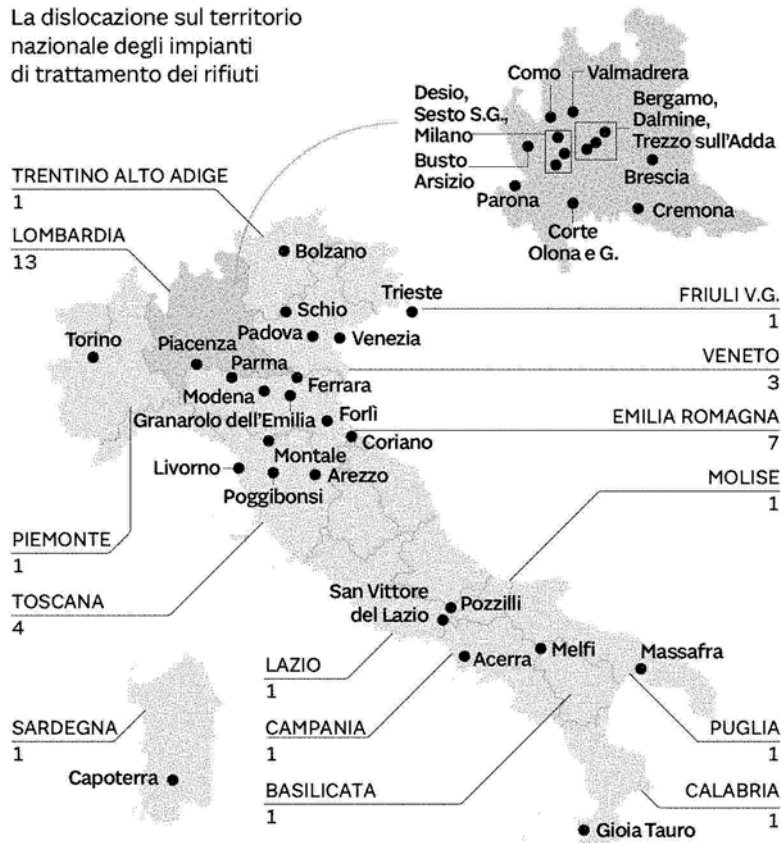 La dislocazione sul territorio
nazionale degli impianti
di trattamento dei rifiuti
Como
Valmadrera
Desio,
Sesto S.G.,
Milano
Bergamo,
Dalmine,
Trezzo sull'Adda
Busto
Arsizio
Brescia
Parona
Cremona
Corte
Olona e G.
TRENTINO ALTO ADIGE
1
LOMBARDIA
13
Bolzano
Trieste
FRIULI V.G.
1
Schio
Torino
Padova
Venezia
Piacenza
VENETO
3
Parma
Ferrara
Modena
Granarolo dell'Emilia
Forlì
EMILIA ROMAGNA
7
Coriano
Montale
Livorno
Arezzo
Poggibonsi
MOLISE
1
PIEMONTE
1
TOSCANA
4
San Vittore
del Lazio
Pozzilli
Acerra
Melfi
Massafra
LAZIO
1
SARDEGNA
1
CAMPANIA
1
PUGLIA
1
Capoterra
BASILICATA
1
CALABRIA
1
Gioia Tauro